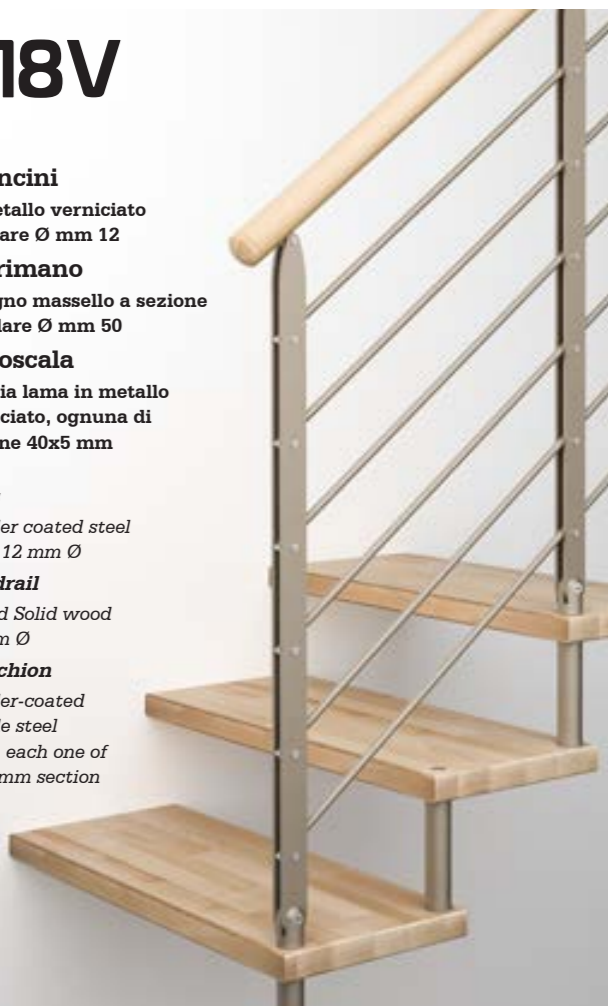 18V
ncini
etallo verniciato
are Ø mm 12
rimano
gno massello a sezione
lare Ø mm 50
oscala
ia lama in metallo
ciato, ognuna di
ne 40x5 mm
er coated steel
12 mm Ø
drail
d Solid wood
m Ø
chion
er-coated
le steel
, each one of
mm section